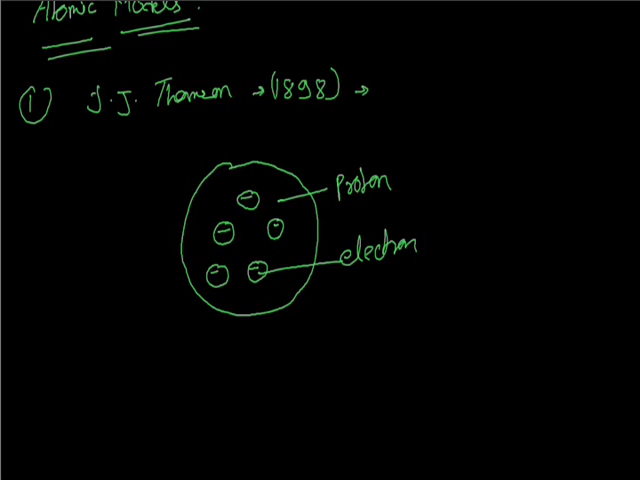 Atomic Models.
① J.J. Thomson → (1898) →
proton
electron